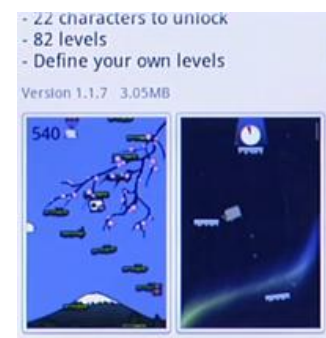 - 22 characters to unlock
- 82 levels
- Define your own levels
Version 1.1.7 3.05MB
540